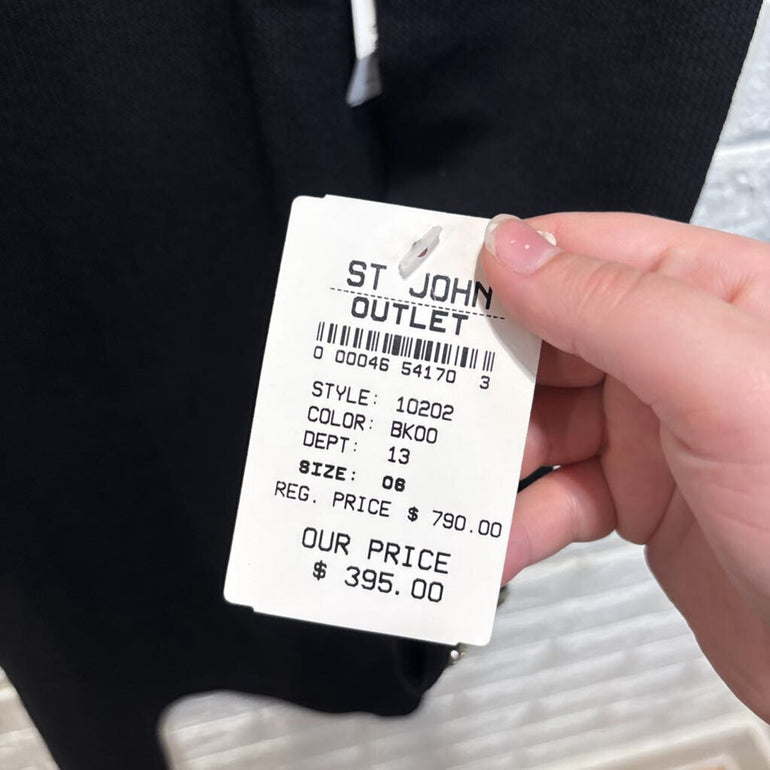 ST JOHN
OUTLET
0 00046 54170 3
STYLE: 10202
COLOR: BK00
DEPT: 13
SIZE: 06
REG. PRICE $ 790.00
OUR PRICE
$ 395.00